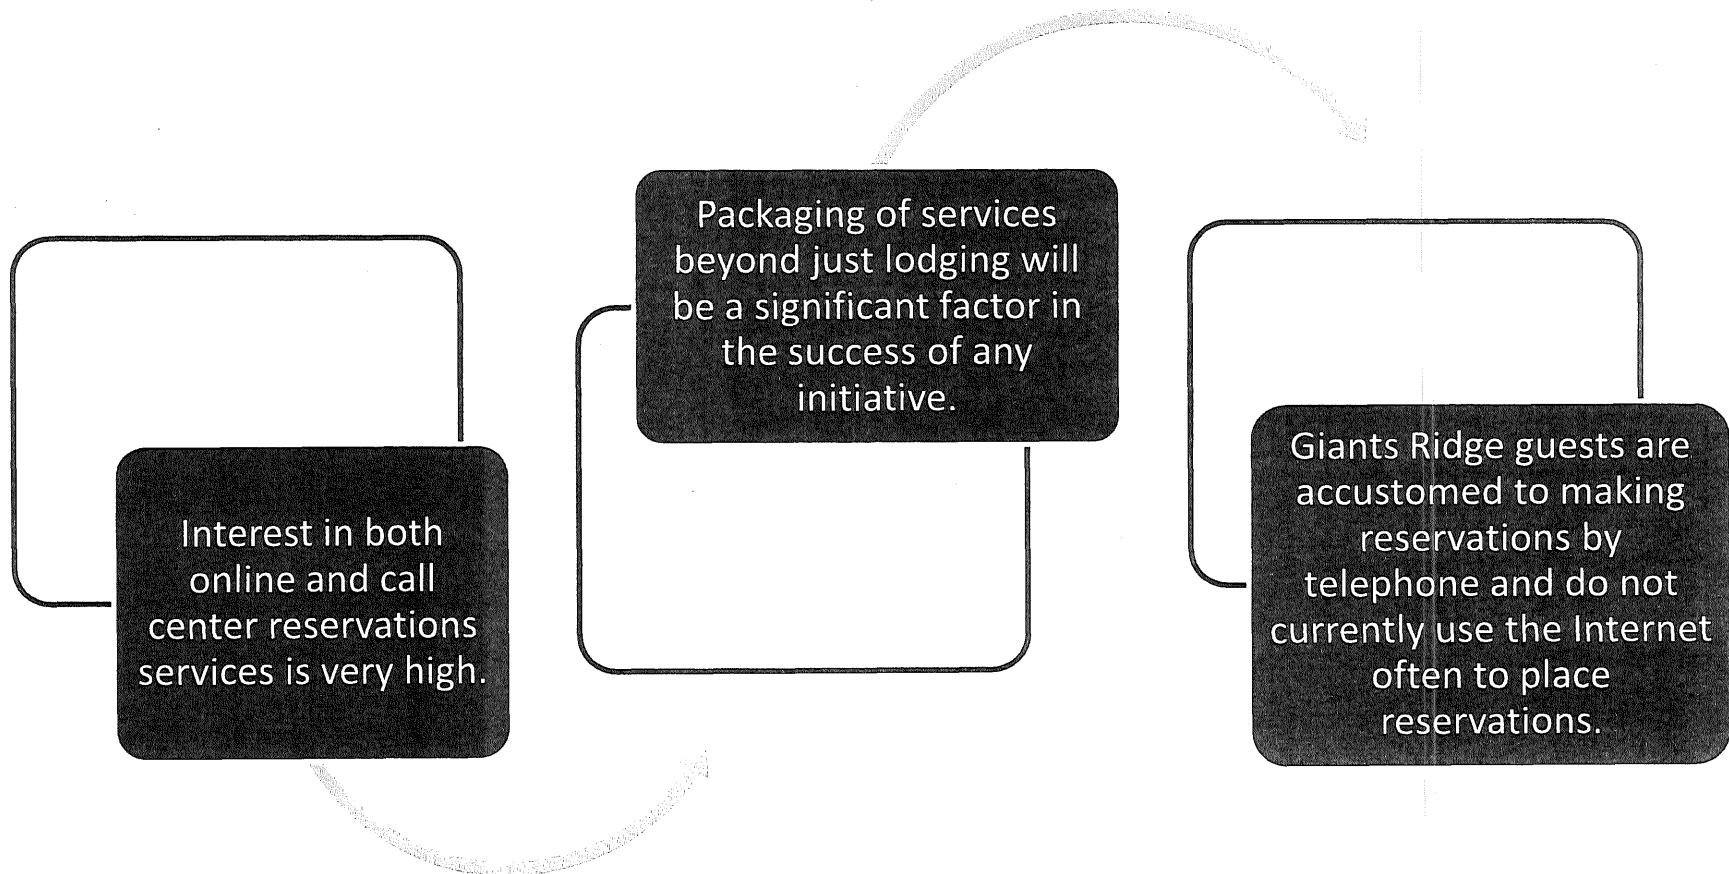 Interest in both
online and call
center reservations
services is very high.
Packaging of services
beyond just lodging will
be a significant factor in
the success of any
initiative.
Giants Ridge guests are
accustomed to making
reservations by
telephone and do not
currently use the Internet
often to place
reservations.